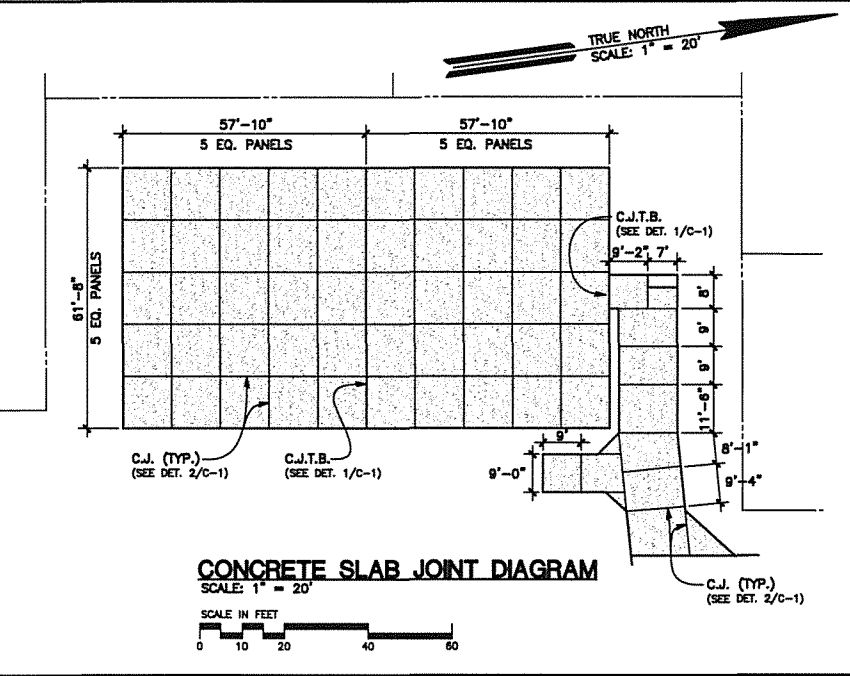 TRUE NORTH
SCALE: 1" = 20'
57'-10"
5 EQ. PANELS
57'-10"
5 EQ. PANELS
61'-8"
5 EQ. PANELS
C.J.T.B.
(SEE DET. 1/C-1)
9'-2"
7'
8'
9'
9'
11'-6"
8'-1"
9'-4"
9'
9'-0"
C.J. (TYP.)
(SEE DET. 2/C-1)
C.J.T.B.
(SEE DET. 1/C-1)
C.J. (TYP.)
(SEE DET. 2/C-1)
CONCRETE SLAB JOINT DIAGRAM
SCALE: 1" = 20'
SCALE IN FEET
0 10 20 40 60